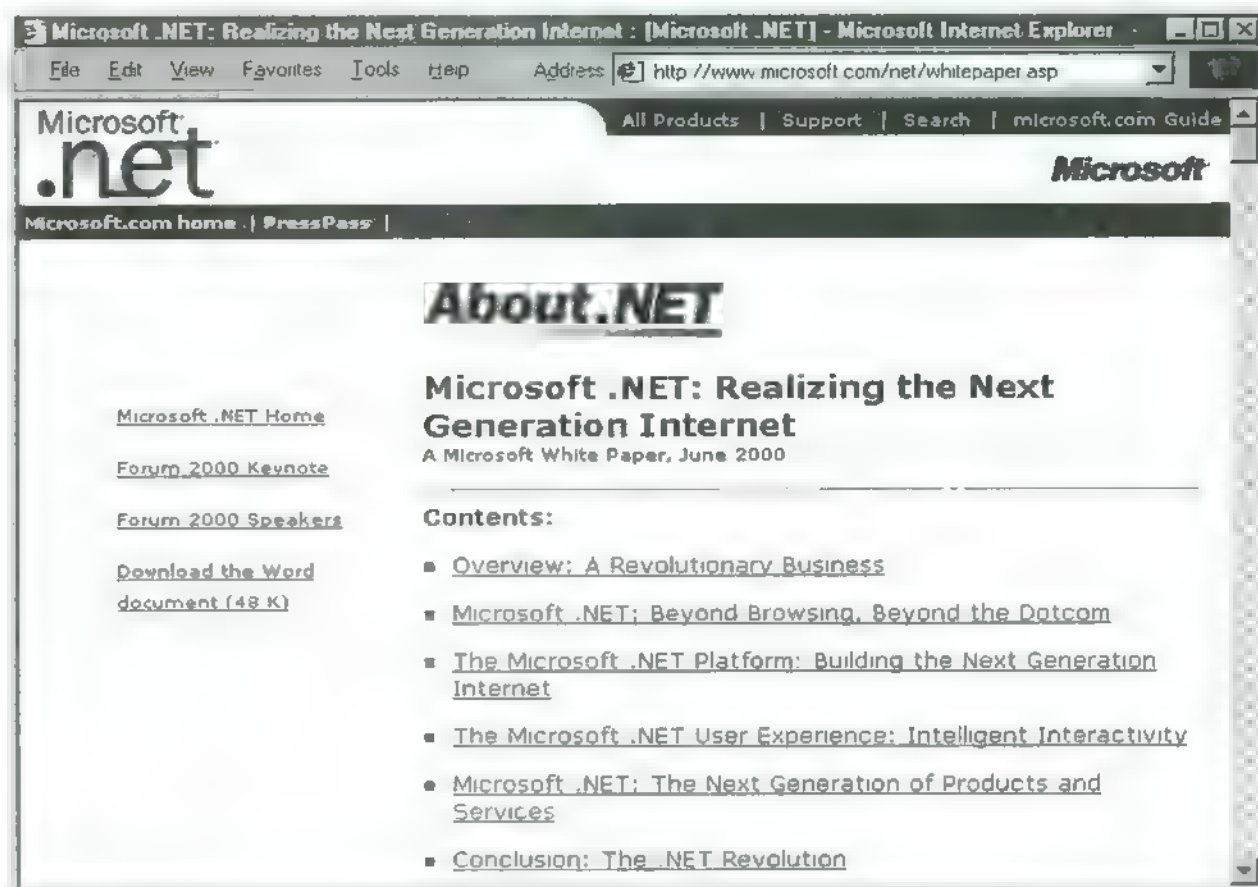 Microsoft .NET: Realizing the Next Generation Internet : [Microsoft .NET] - Microsoft Internet Explorer
File Edit View Favorites Tools Help Address http //www microsoft com/net/whitepaper asp
Microsoft
.net
All Products | Support | Search | microsoft.com Guide
Microsoft
Microsoft.com home | PressPass |
About.NET
Microsoft .NET: Realizing the Next
Generation Internet
A Microsoft White Paper, June 2000
Microsoft .NET Home
Forum 2000 Keynote
Forum 2000 Speakers
Download the Word
document (48 K)
Contents:
Overview: A Revolutionary Business
Microsoft .NET: Beyond Browsing, Beyond the Dotcom
The Microsoft .NET Platform: Building the Next Generation
Internet
The Microsoft .NET User Experience: Intelligent Interactivity
Microsoft .NET: The Next Generation of Products and
Services
Conclusion: The .NET Revolution